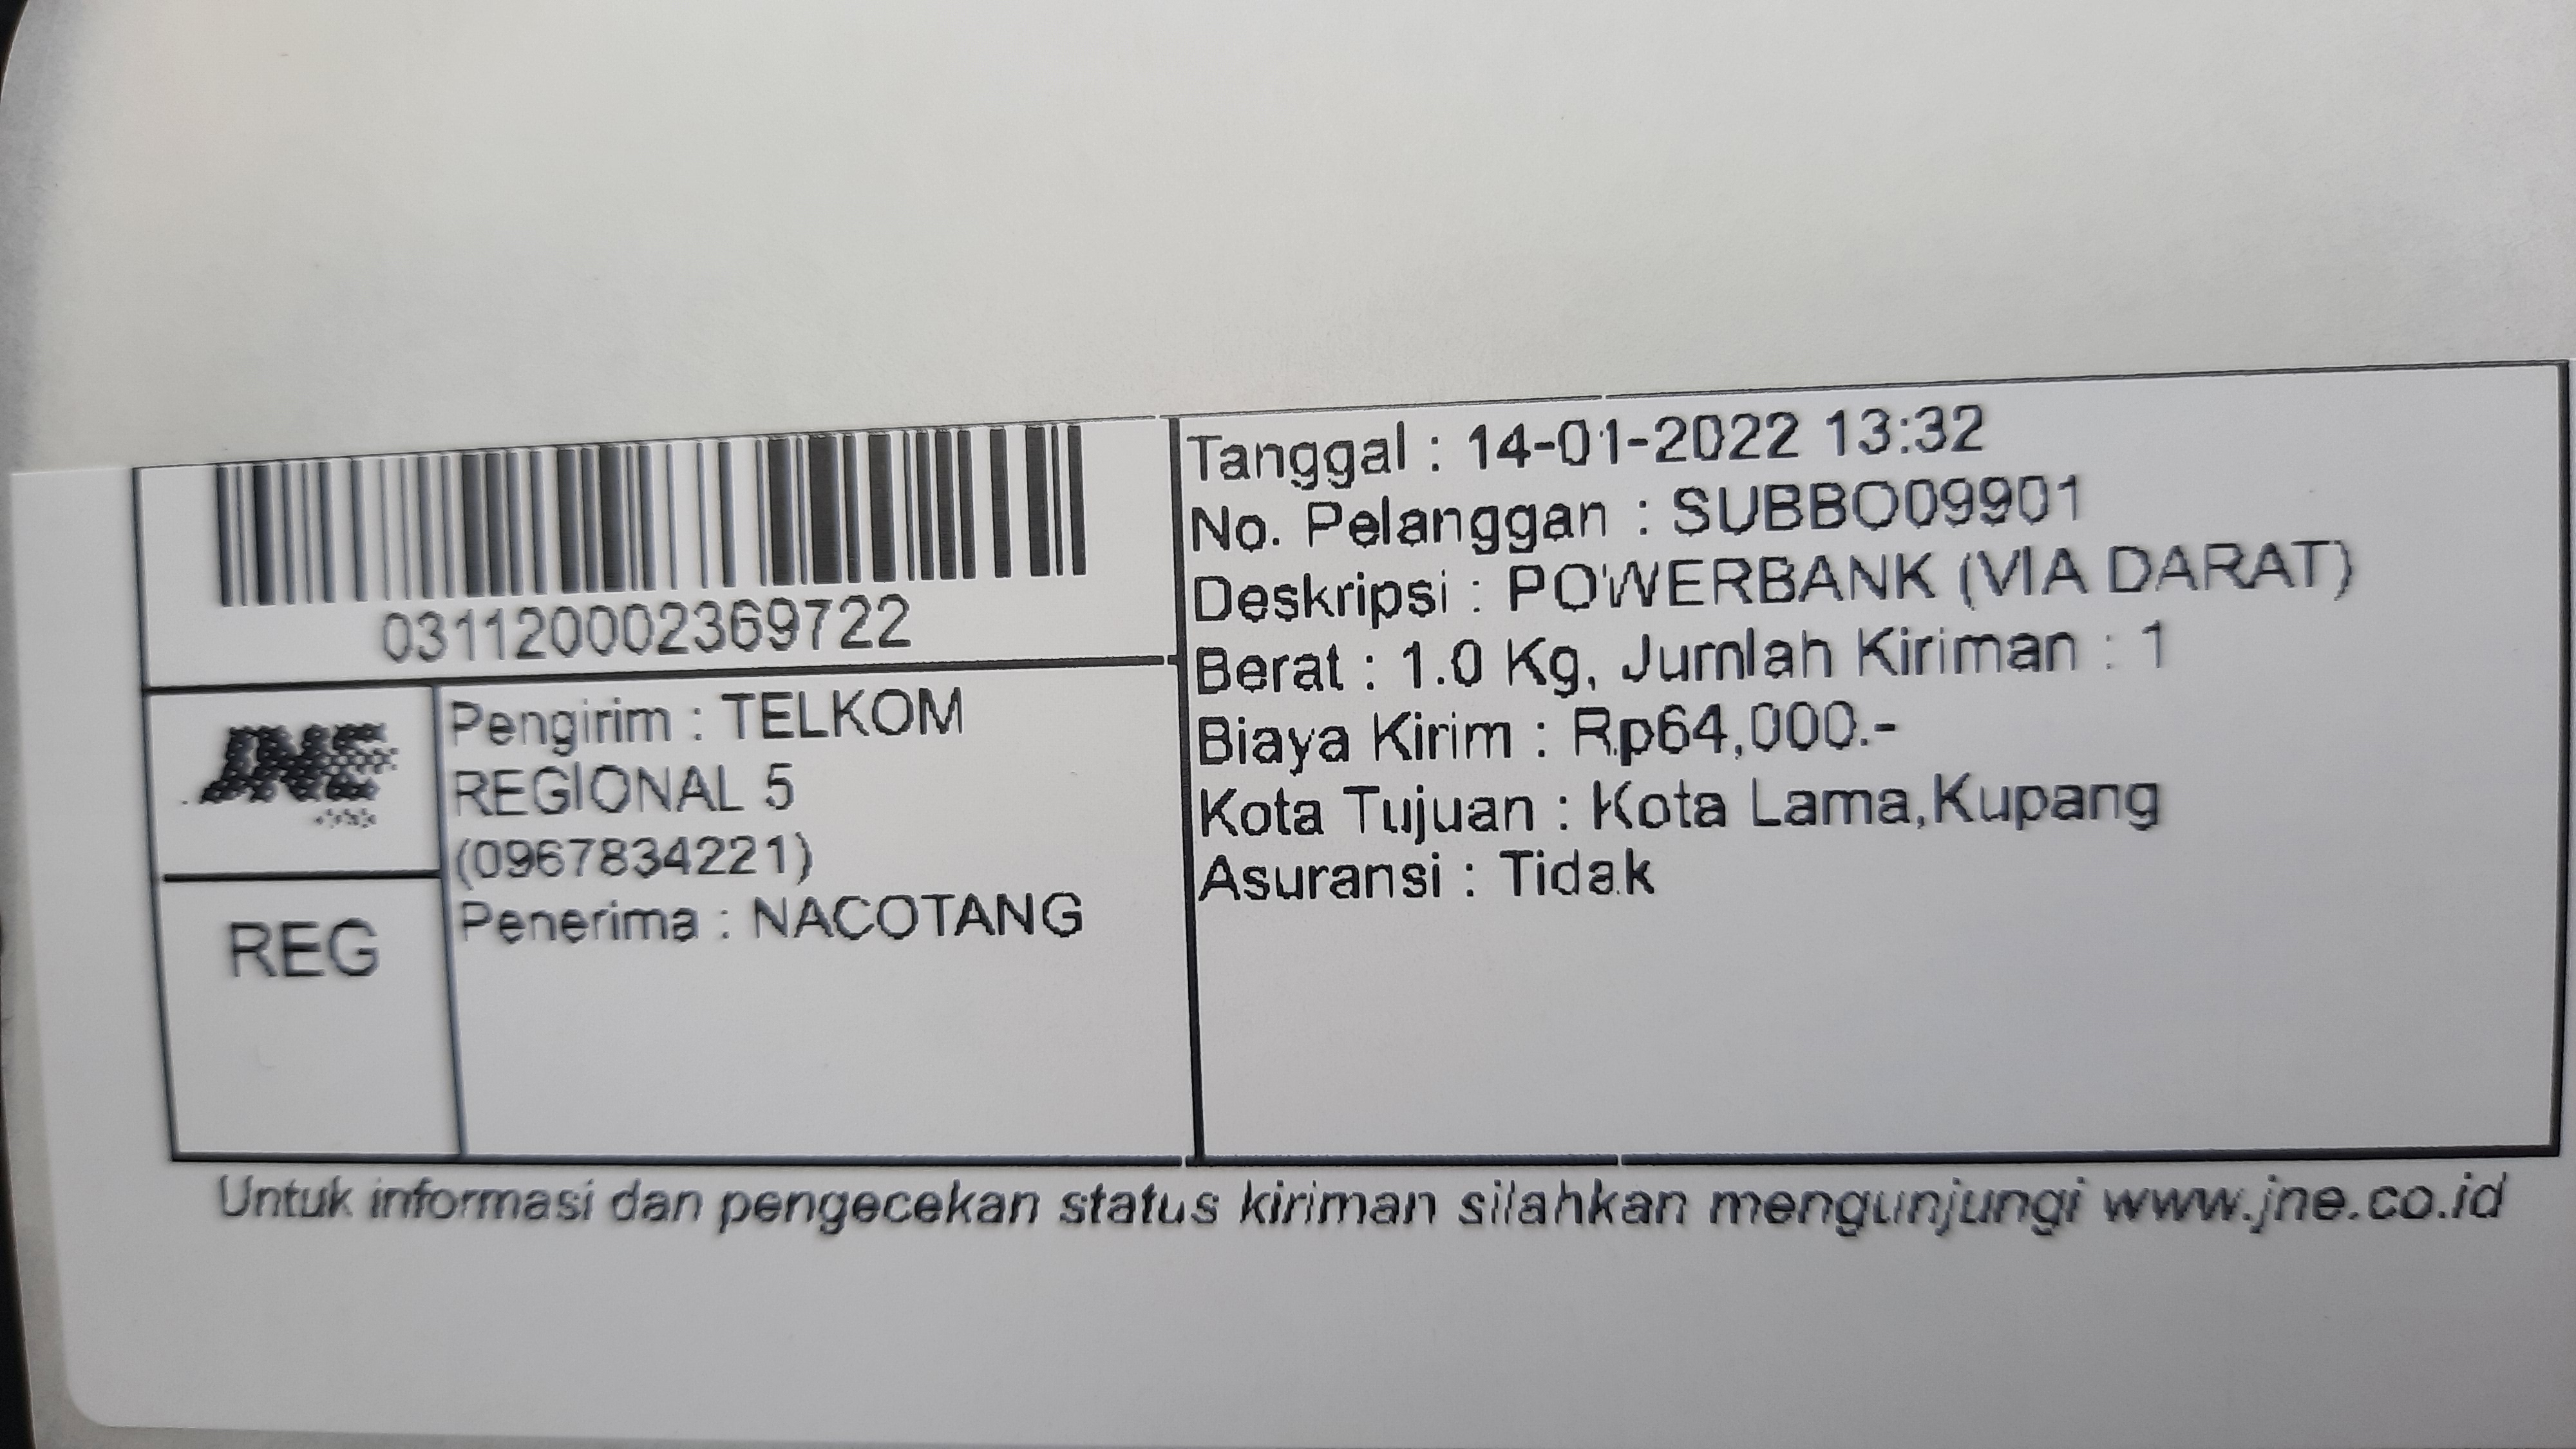 031120002369722
JNE
REG
Pengirim : TELKOM
REGIONAL 5
(0967834221)
Penerima : NACOTANG
Tanggal : 14-01-2022 13:32
No. Pelanggan : SUBBO09901
Deskripsi : POWERBANK (VIA DARAT)
Berat : 1.0 Kg, Jumlah Kiriman : 1
Biaya Kirim : Rp64,000.-
Kota Tujuan : Kota Lama,Kupang
Asuransi : Tidak
Untuk informasi dan pengecekan status kiriman silahkan mengunjungi www.jne.co.id